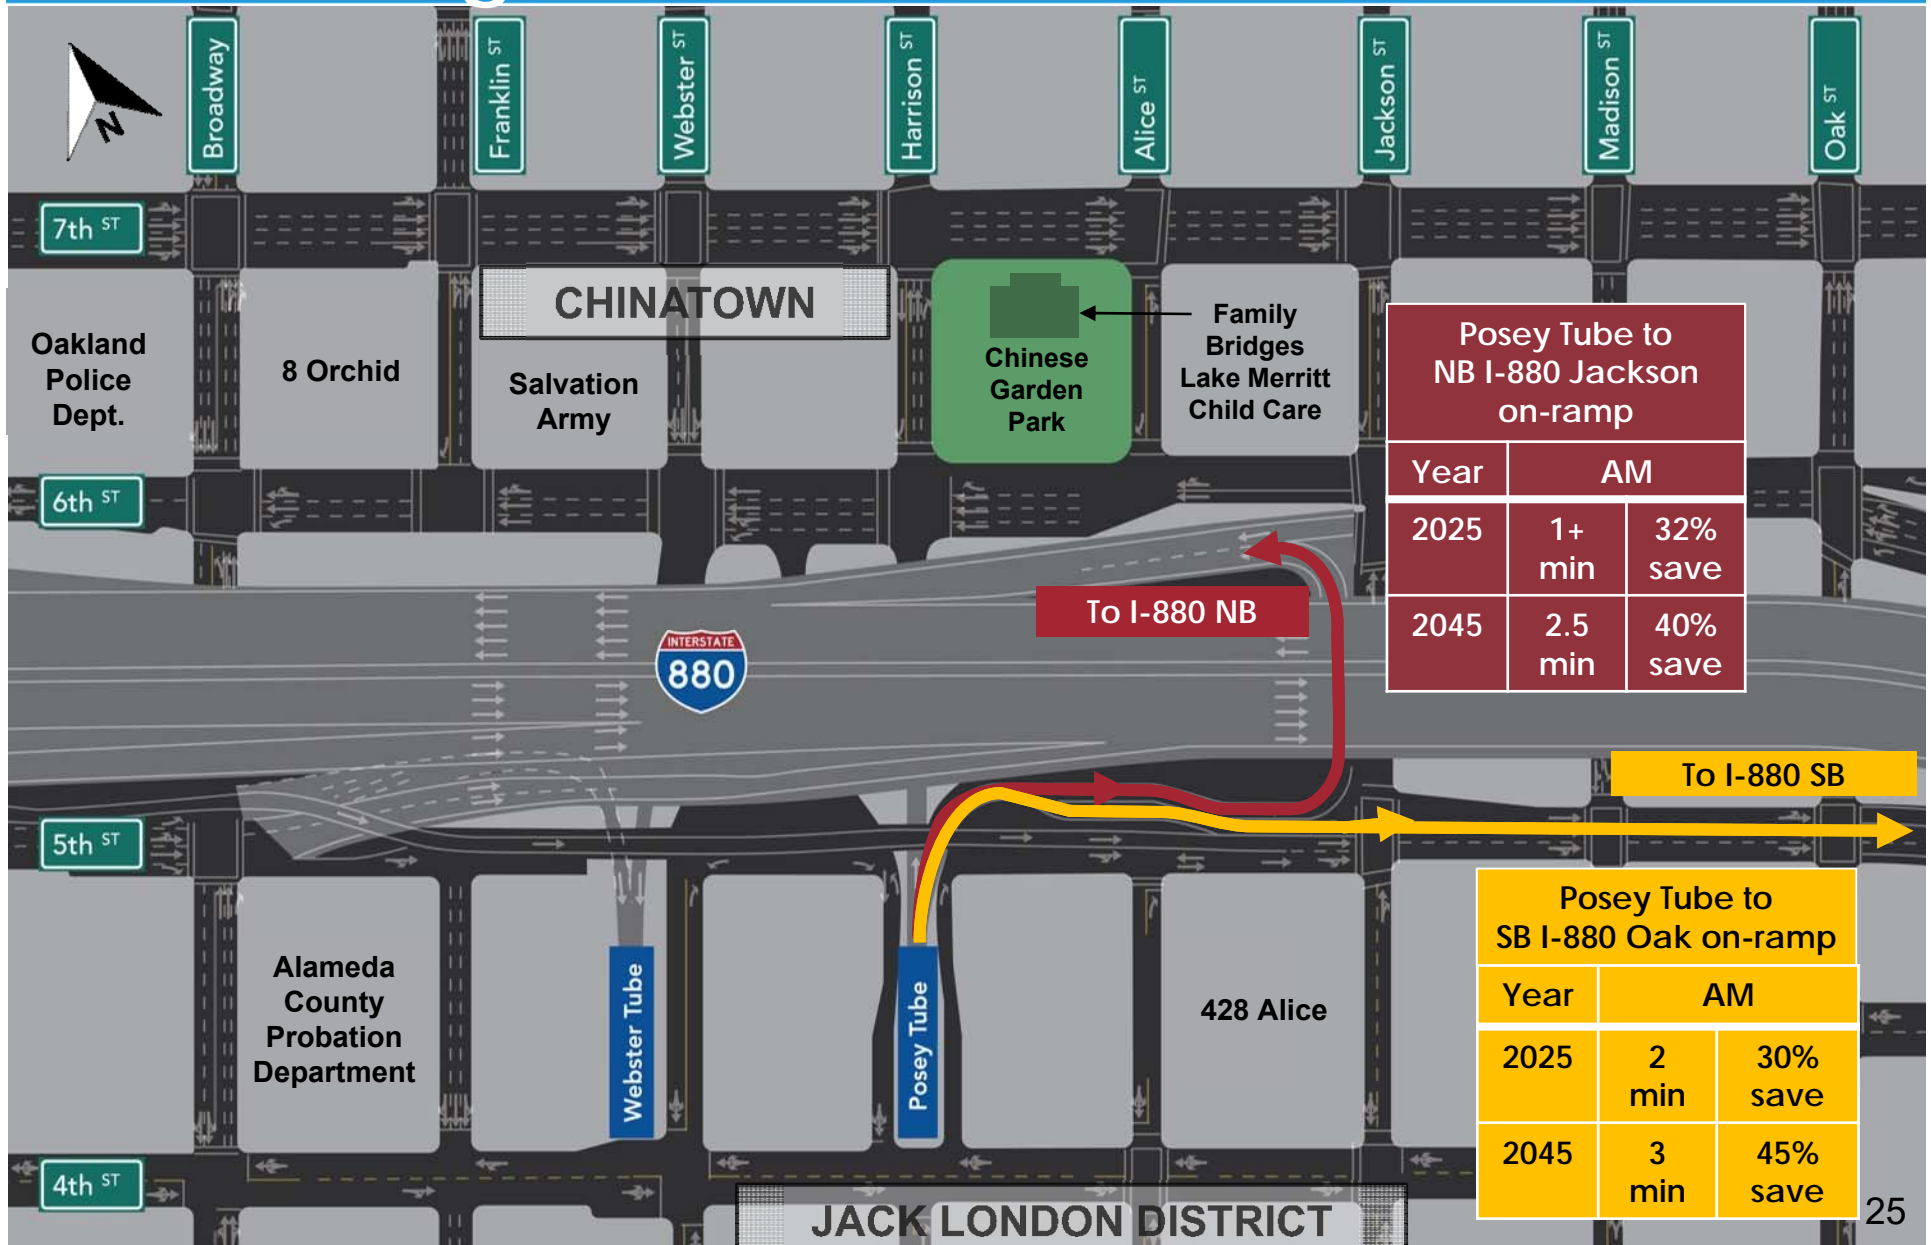 Broadway
Franklin ST
Webster ST
Harrison ST
Alice ST
Jackson ST
Madison ST
Oak ST
N
7th ST
CHINATOWN
Oakland
Police
Dept.
8 Orchid
Salvation
Army
Chinese
Garden
Park
Family
Bridges
Lake Merritt
Child Care
Posey Tube to
NB I-880 Jackson
on-ramp
Year AM
2025 1+ min 32% save
2045 2.5 min 40% save
6th ST
To I-880 NB
INTERSTATE
880
To I-880 SB
5th ST
Posey Tube to
SB I-880 Oak on-ramp
Year AM
2025 2 min 30% save
2045 3 min 45% save
Alameda
County
Probation
Department
Webster Tube
Posey Tube
428 Alice
4th ST
JACK LONDON DISTRICT
25